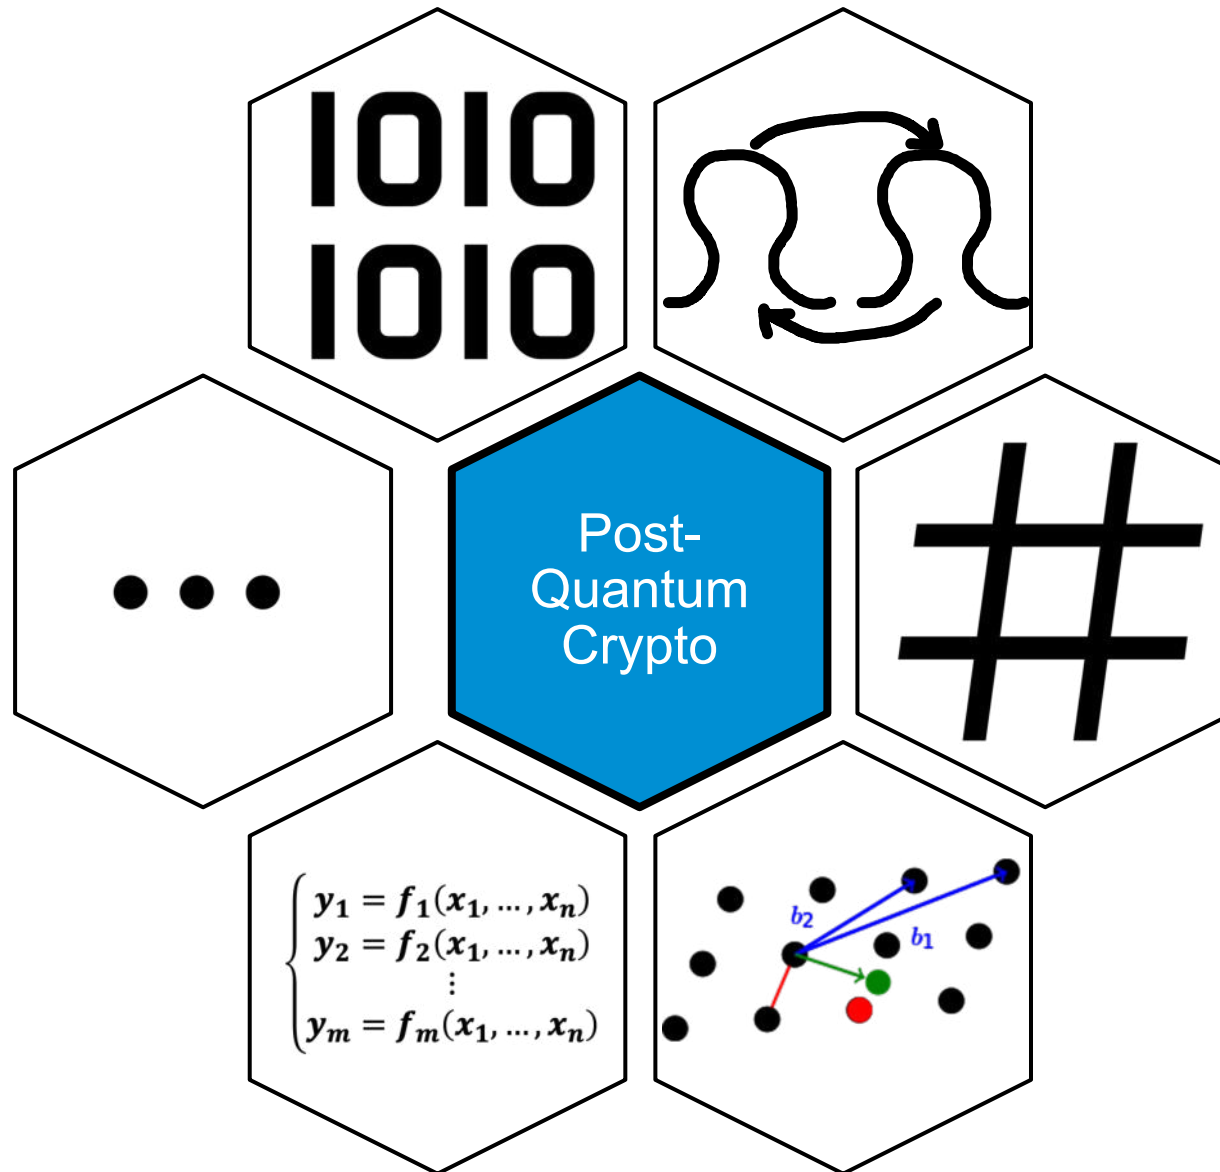 1010
1010
Post-
Quantum
Crypto
#
• • •
y₁ = f₁(x₁, ..., xₙ)
y₂ = f₂(x₁, ..., xₙ)
⋮
yₘ = fₘ(x₁, ..., xₙ)
b₂
b₁